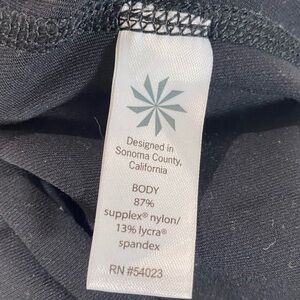 Designed in
Sonoma County,
California
BODY
87%
supplex® nylon/
13% lycra®
spandex
RN #54023